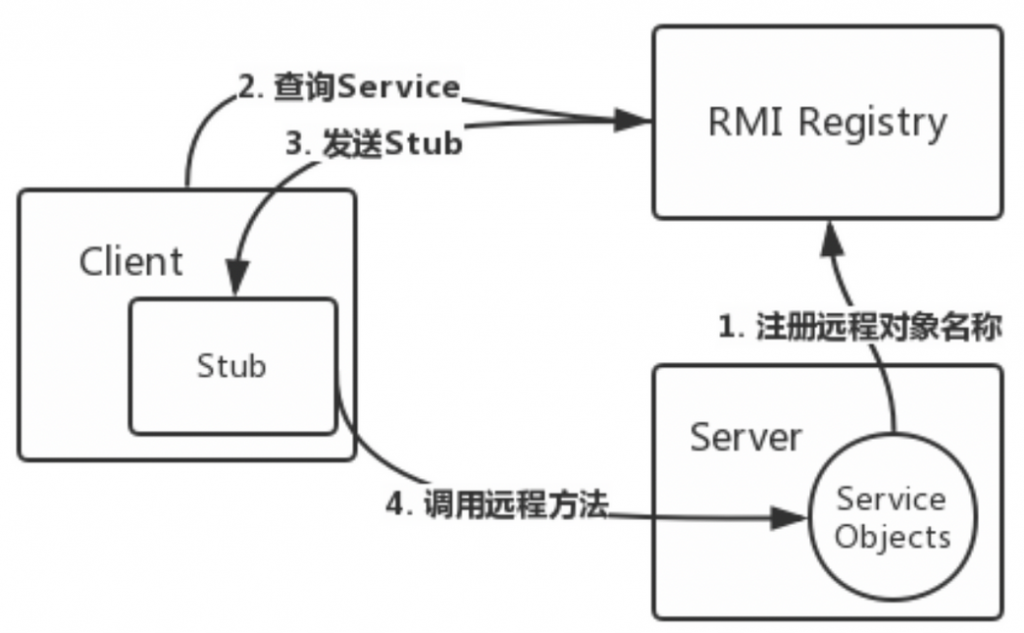 2. 查询Service
RMI Registry
3. 发送Stub
Client
1. 注册远程对象名称
Stub
Server
4. 调用远程方法
Service
Objects